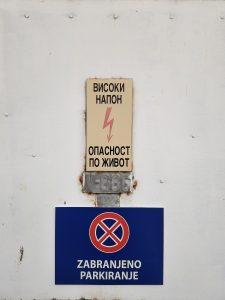 ВИСОКИ
НАПОН
ОПАСНОСТ
ПО ЖИВОТ
ZABRANJENO
PARKIRANJE